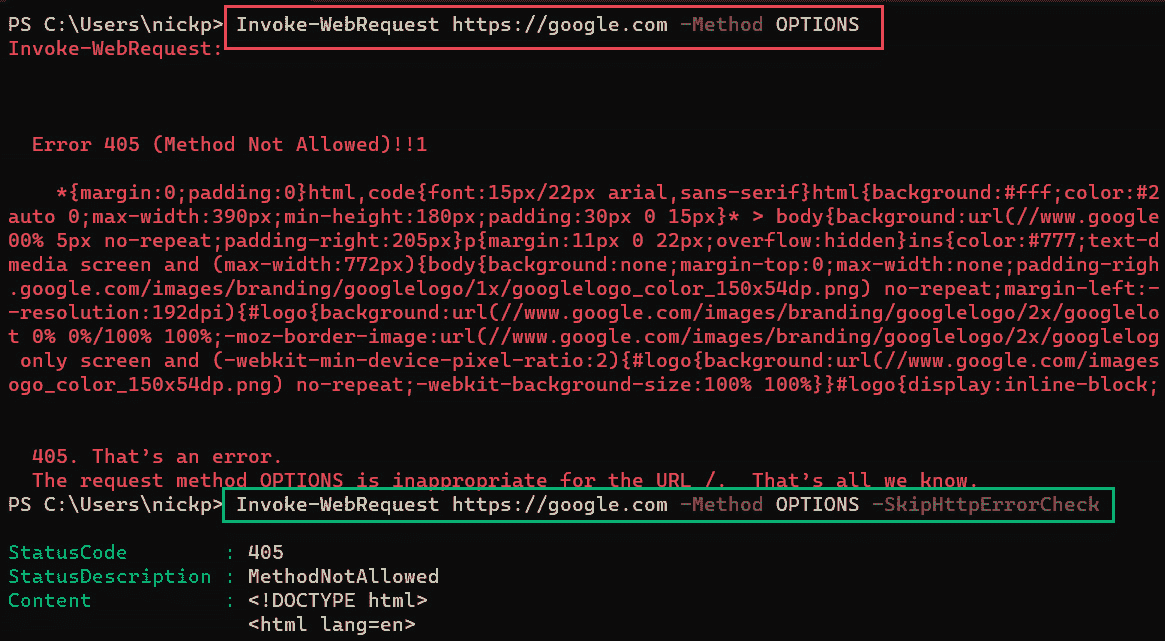 PS C:\Users\nickp> Invoke-WebRequest https://google.com -Method OPTIONS
Invoke-WebRequest:
Error 405 (Method Not Allowed)!!1
*{margin:0;padding:0}html,code{font:15px/22px arial,sans-serif}html{background:#fff;color:#2
auto 0;max-width:390px;min-height:180px;padding:30px 0 15px}* > body{background:url(//www.google
00% 5px no-repeat;padding-right:205px}p{margin:11px 0 22px;overflow:hidden}ins{color:#777;text-d
media screen and (max-width:772px){body{background:none;margin-top:0;max-width:none;padding-righ
.google.com/images/branding/googlelogo/1x/googlelogo_color_150x54dp.png) no-repeat;margin-left:-
-resolution:192dpi){#logo{background:url(//www.google.com/images/branding/googlelogo/2x/googlelo
t 0% 0%/100% 100%;-moz-border-image:url(//www.google.com/images/branding/googlelogo/2x/googlelog
only screen and (-webkit-min-device-pixel-ratio:2){#logo{background:url(//www.google.com/images
ogo_color_150x54dp.png) no-repeat;-webkit-background-size:100% 100%}}#logo{display:inline-block;
405. That’s an error.
The request method OPTIONS is inappropriate for the URL /.  That’s all we know.
PS C:\Users\nickp> Invoke-WebRequest https://google.com -Method OPTIONS -SkipHttpErrorCheck
StatusCode        : 405
StatusDescription : MethodNotAllowed
Content           : <!DOCTYPE html>
<html lang=en>